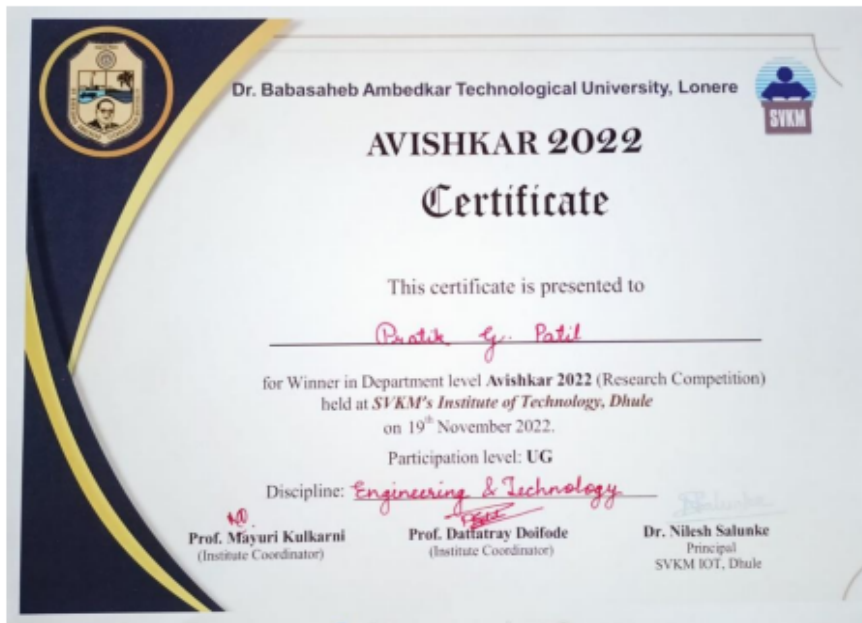 Dr. Babasaheb Ambedkar Technological University, Lonere
SVKM
AVISHKAR 2022
Certificate
This certificate is presented to
Pratik G. Patil
for Winner in Department level Avishkar 2022 (Research Competition)
held at SVKM's Institute of Technology, Dhule
on 19th November 2022.
Participation level: UG
Discipline: Engineering & Technology
Prof. Mayuri Kulkarni
(Institute Coordinator)
Prof. Dattatray Doifode
(Institute Coordinator)
Dr. Nilesh Salunke
Principal
SVKM IOT, Dhule